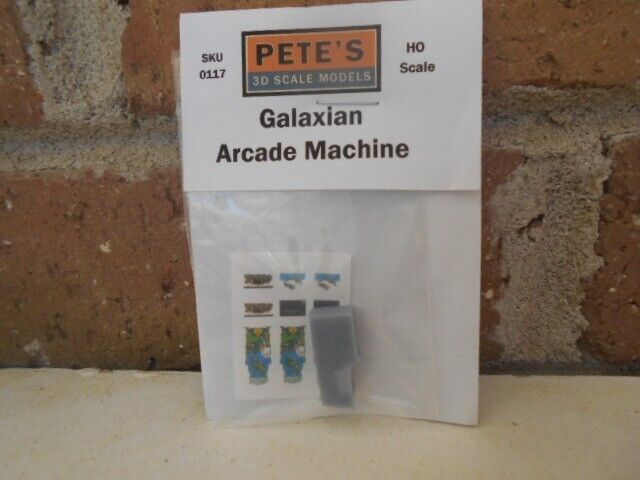 SKU
0117
PETE'S
3D SCALE MODELS
HO
Scale
Galaxian
Arcade Machine